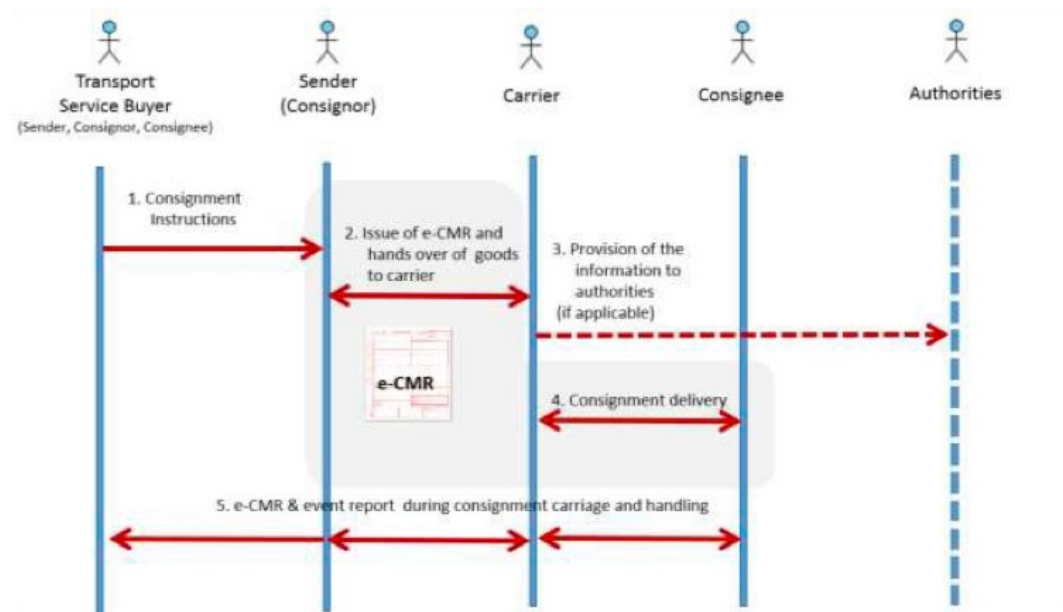 Transport
Service Buyer
(Sender, Consignor, Consignee)
Sender
(Consignor)
Carrier
Consignee
Authorities
1. Consignment
Instructions
2. Issue of e-CMR and
hands over of goods
to carrier
3. Provision of the
information to
authorities
(if applicable)
e-CMR
4. Consignment delivery
5. e-CMR & event report during consignment carriage and handling